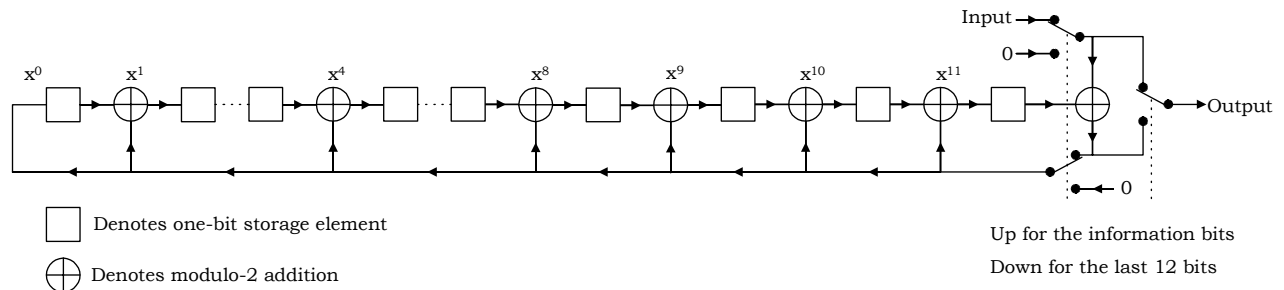 Input
0
x⁰
x¹
x⁴
x⁸
x⁹
x¹⁰
x¹¹
Output
0
Denotes one-bit storage element
Denotes modulo-2 addition
Up for the information bits
Down for the last 12 bits